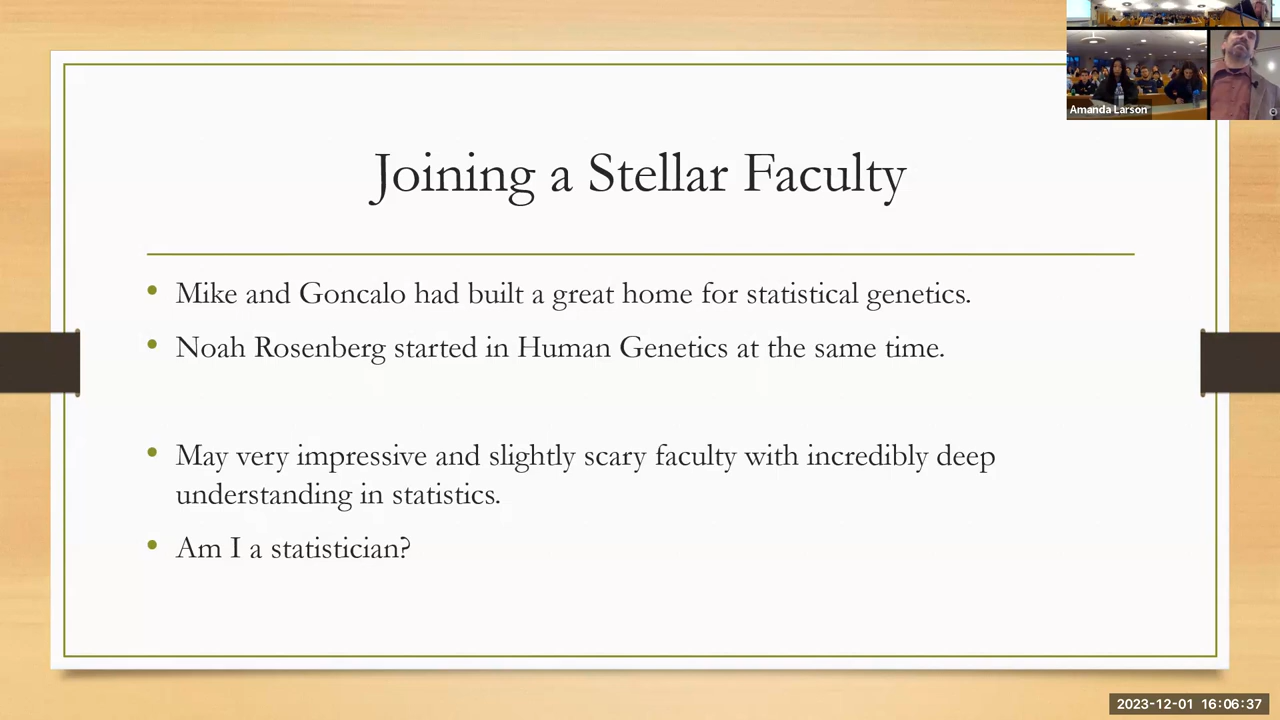 Amanda Larson
Joining a Stellar Faculty
• Mike and Goncalo had built a great home for statistical genetics.
• Noah Rosenberg started in Human Genetics at the same time.
• May very impressive and slightly scary faculty with incredibly deep
understanding in statistics.
• Am I a statistician?
2023-12-01 16:06:37